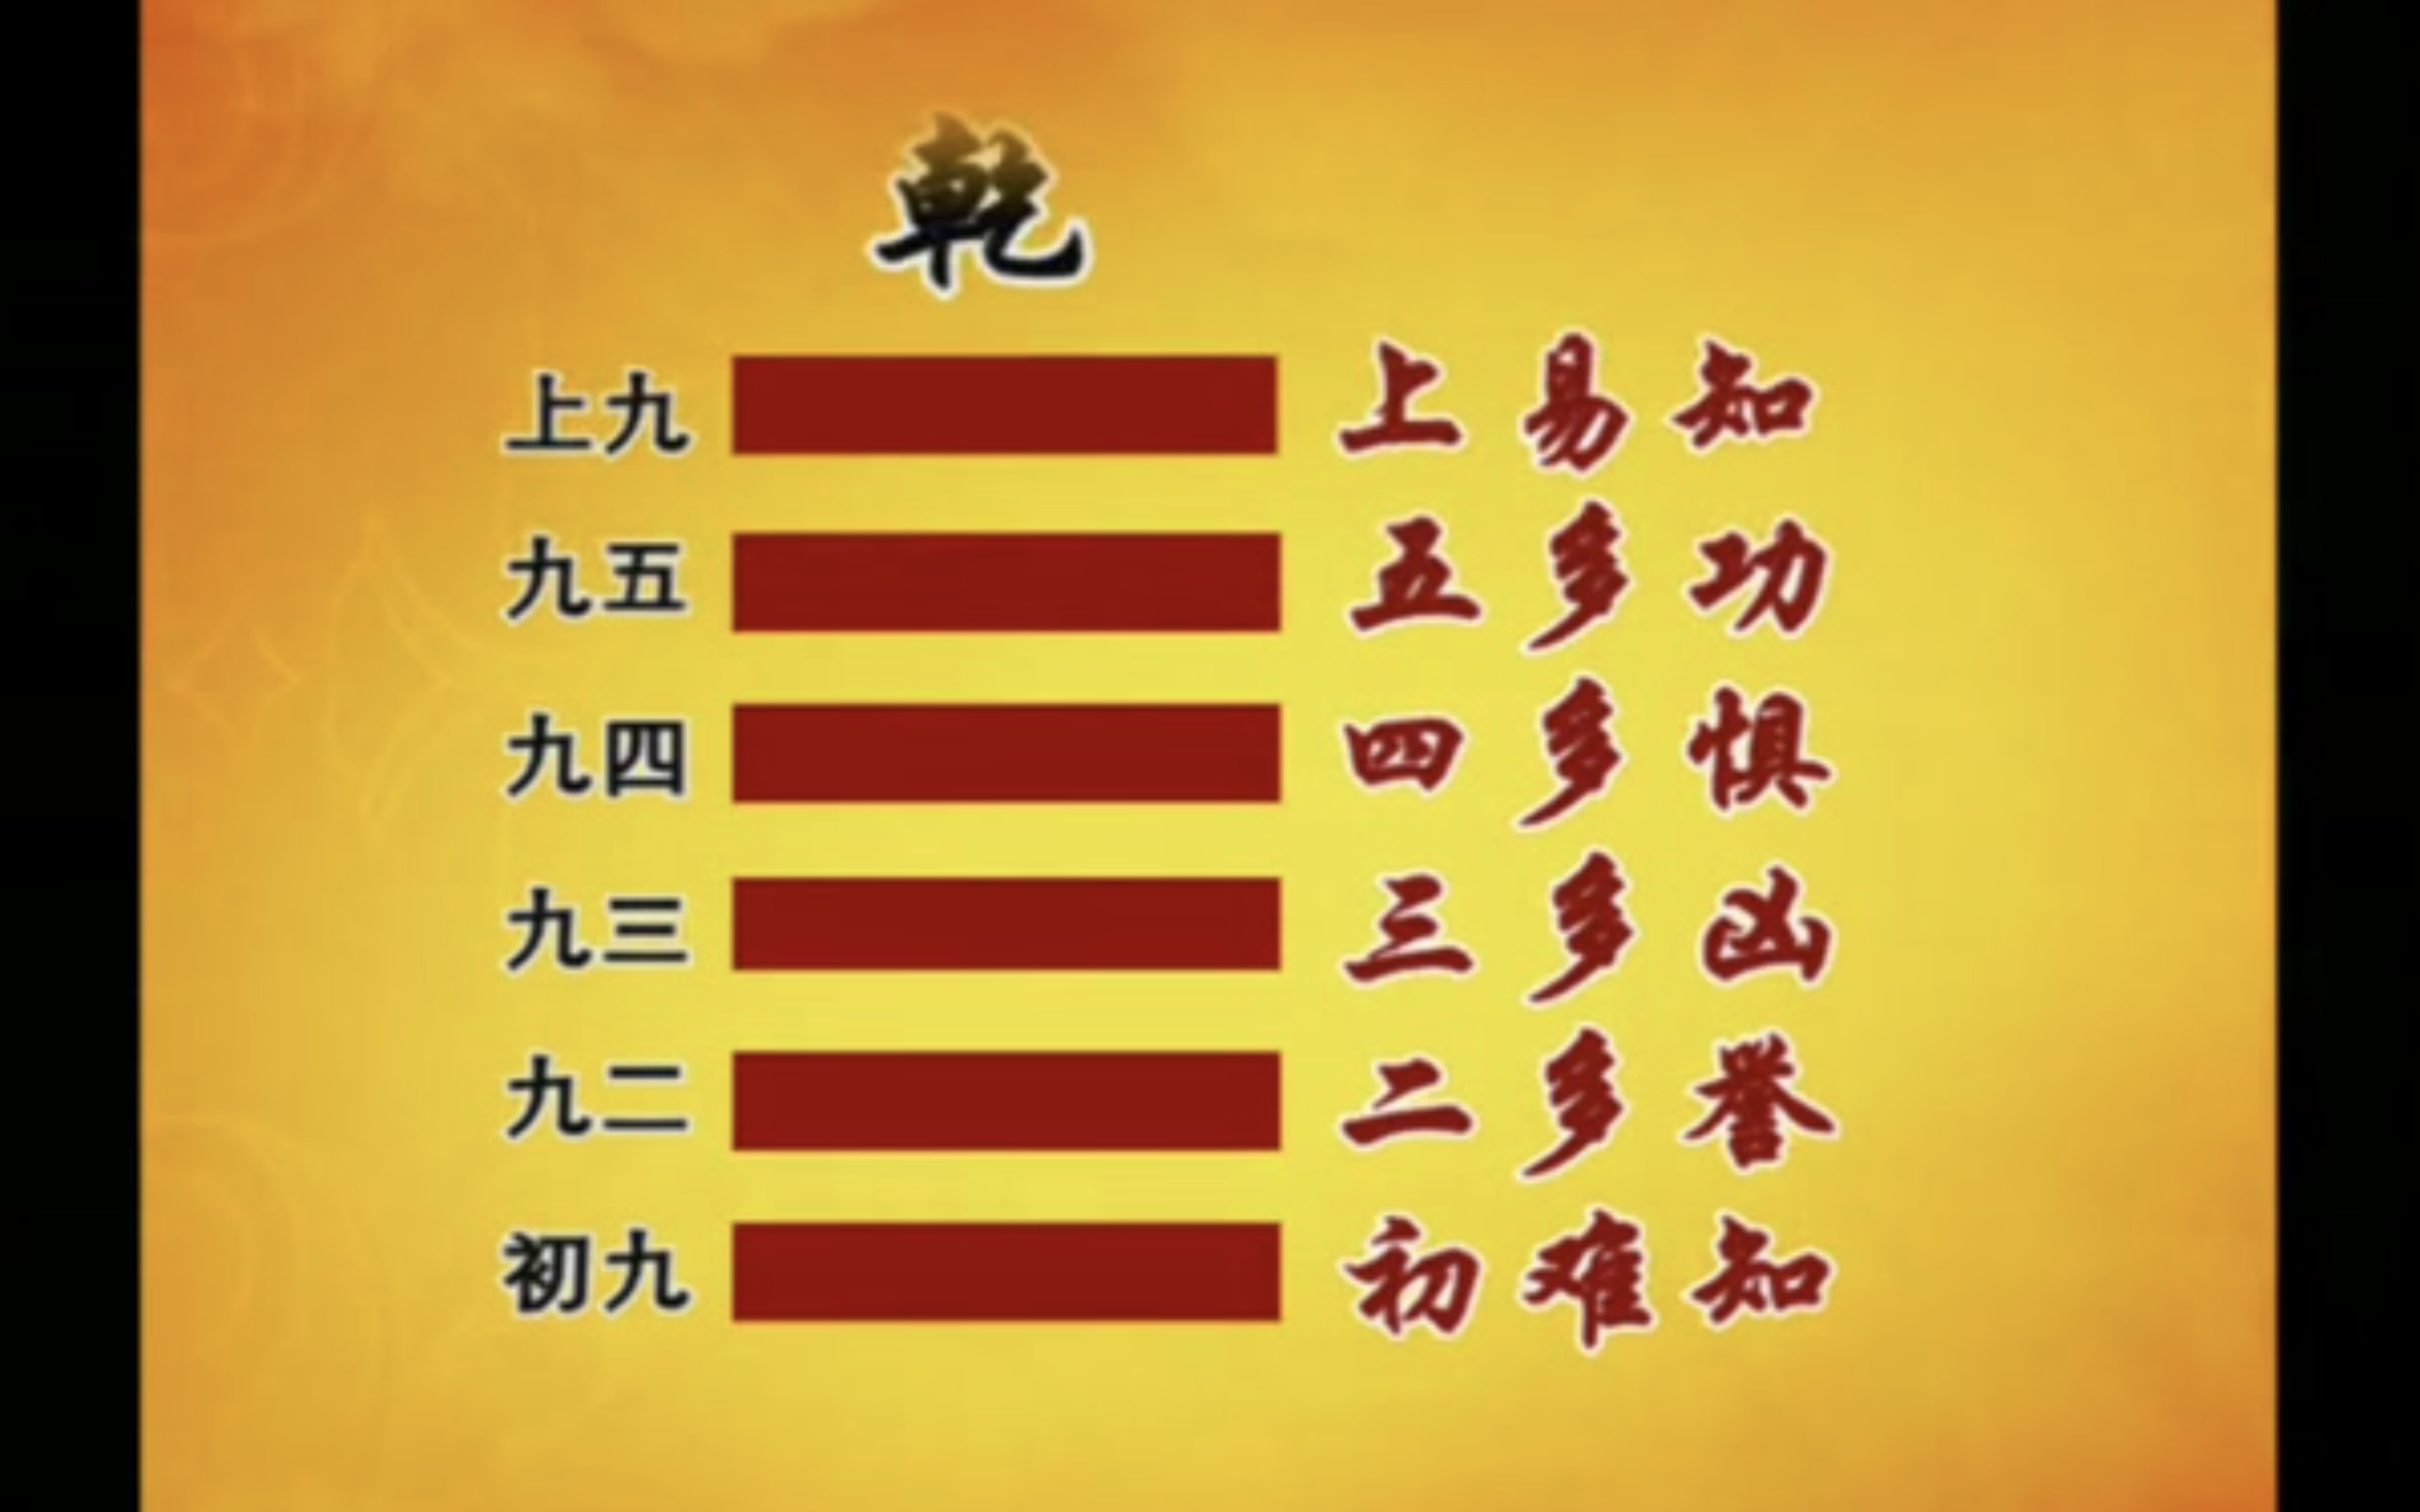 乾
上九 上易知
九五 五多功
九四 四多惧
九三 三多凶
九二 二多誉
初九 初难知